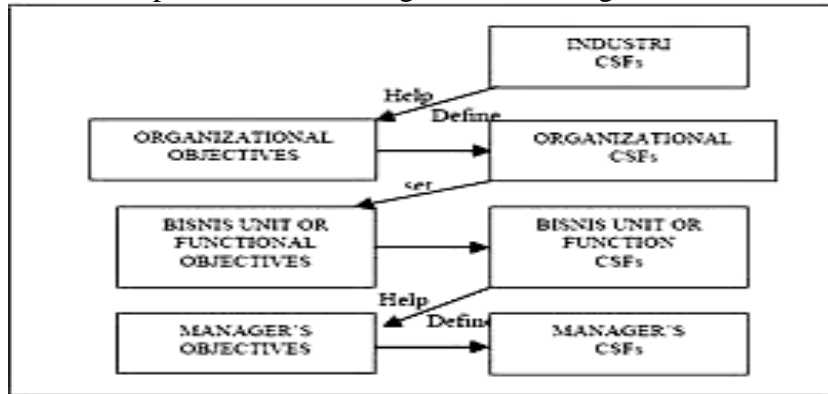 INDUSTRI
CSFs
Help
Define
ORGANIZATIONAL
OBJECTIVES
ORGANIZATIONAL
CSFs
set
BISNIS UNIT OR
FUNCTIONAL
OBJECTIVES
BISNIS UNIT OR
FUNCTION
CSFs
Help
Define
MANAGER'S
OBJECTIVES
MANAGER'S
CSFs